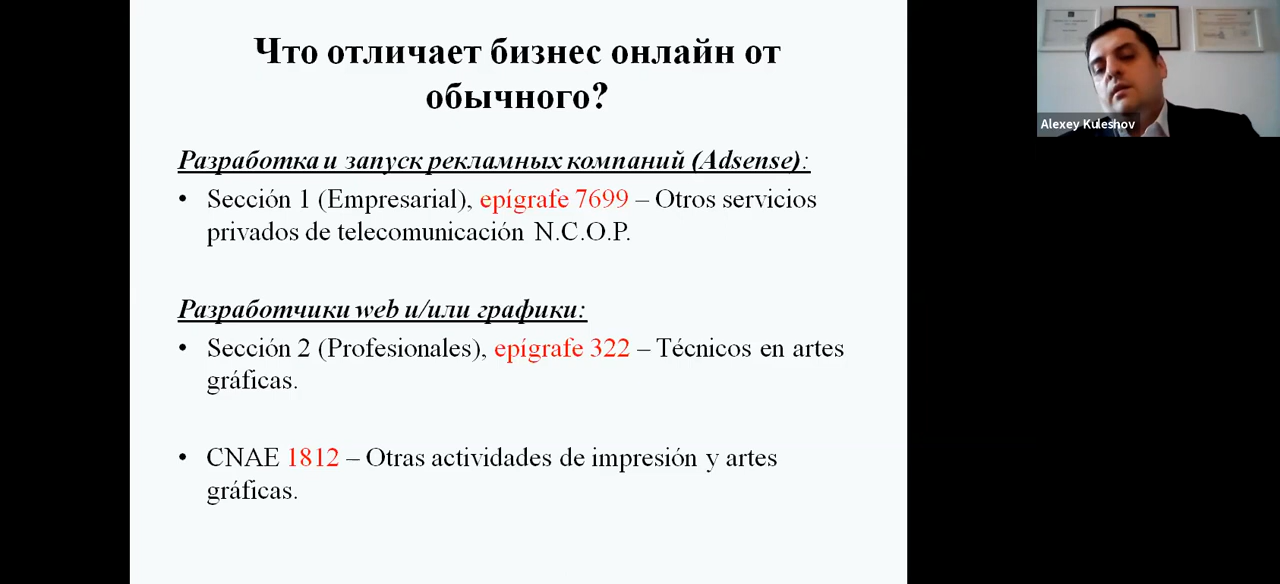 Что отличает бизнес онлайн от
обычного?
Разработка и запуск рекламных компаний (Adsense):
• Sección 1 (Empresarial), epígrafe 7699 – Otros servicios
privados de telecomunicación N.C.O.P.
Разработчики web и/или графики:
• Sección 2 (Profesionales), epígrafe 322 – Técnicos en artes
gráficas.
• CNAE 1812 – Otras actividades de impresión y artes
gráficas.
Alexey Kuleshov